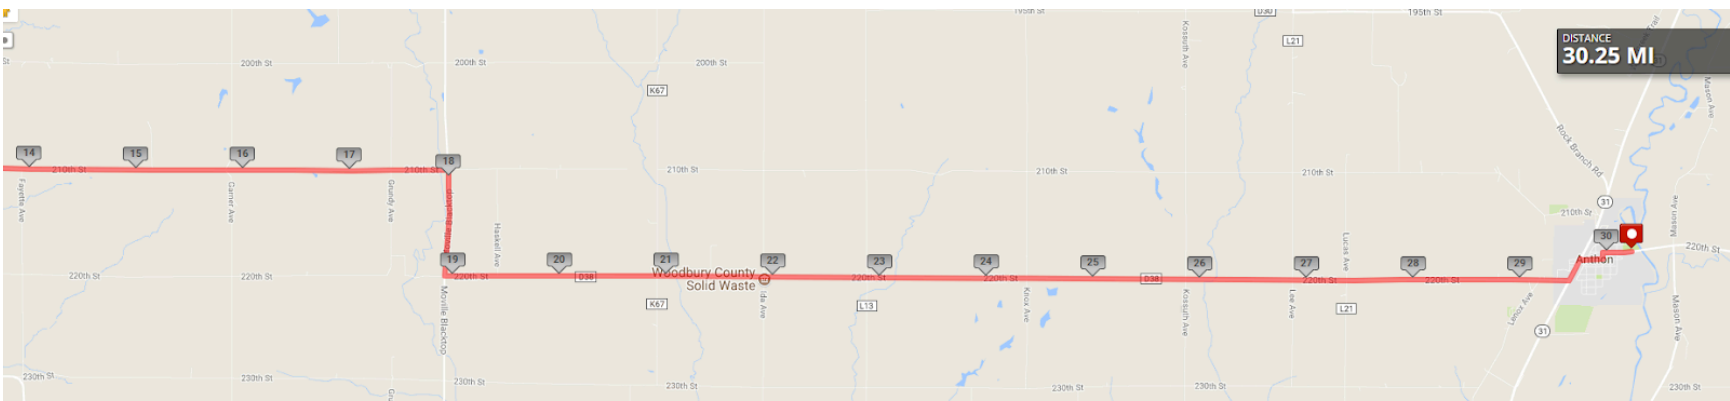 195th St
D30
195th St
DISTANCE
30.25 MI
Kossuth Ave
L21
200th St
200th St
200th St
K67
Mason Ave
Rock Branch Rd
14
15
16
17
18
210th St
210th St
210th St
210th St
210th St
Fayette Ave
Garner Ave
Grundy Ave
31
210th St
Mason Ave
Haskell Ave
Lucas Ave
30
220th St
19
20
21
22
23
24
25
26
27
28
29
Anthon
220th St
220th St
220th St
D38
Woodbury County
Solid Waste
220th St
220th St
D38
220th St
220th St
K67
Ida Ave
L13
Knox Ave
Kossuth Ave
Lee Ave
L21
Lenox Ave
31
Mason Ave
Moville Blacktop
230th St
230th St
230th St
230th St
230th St
230th St
230th St